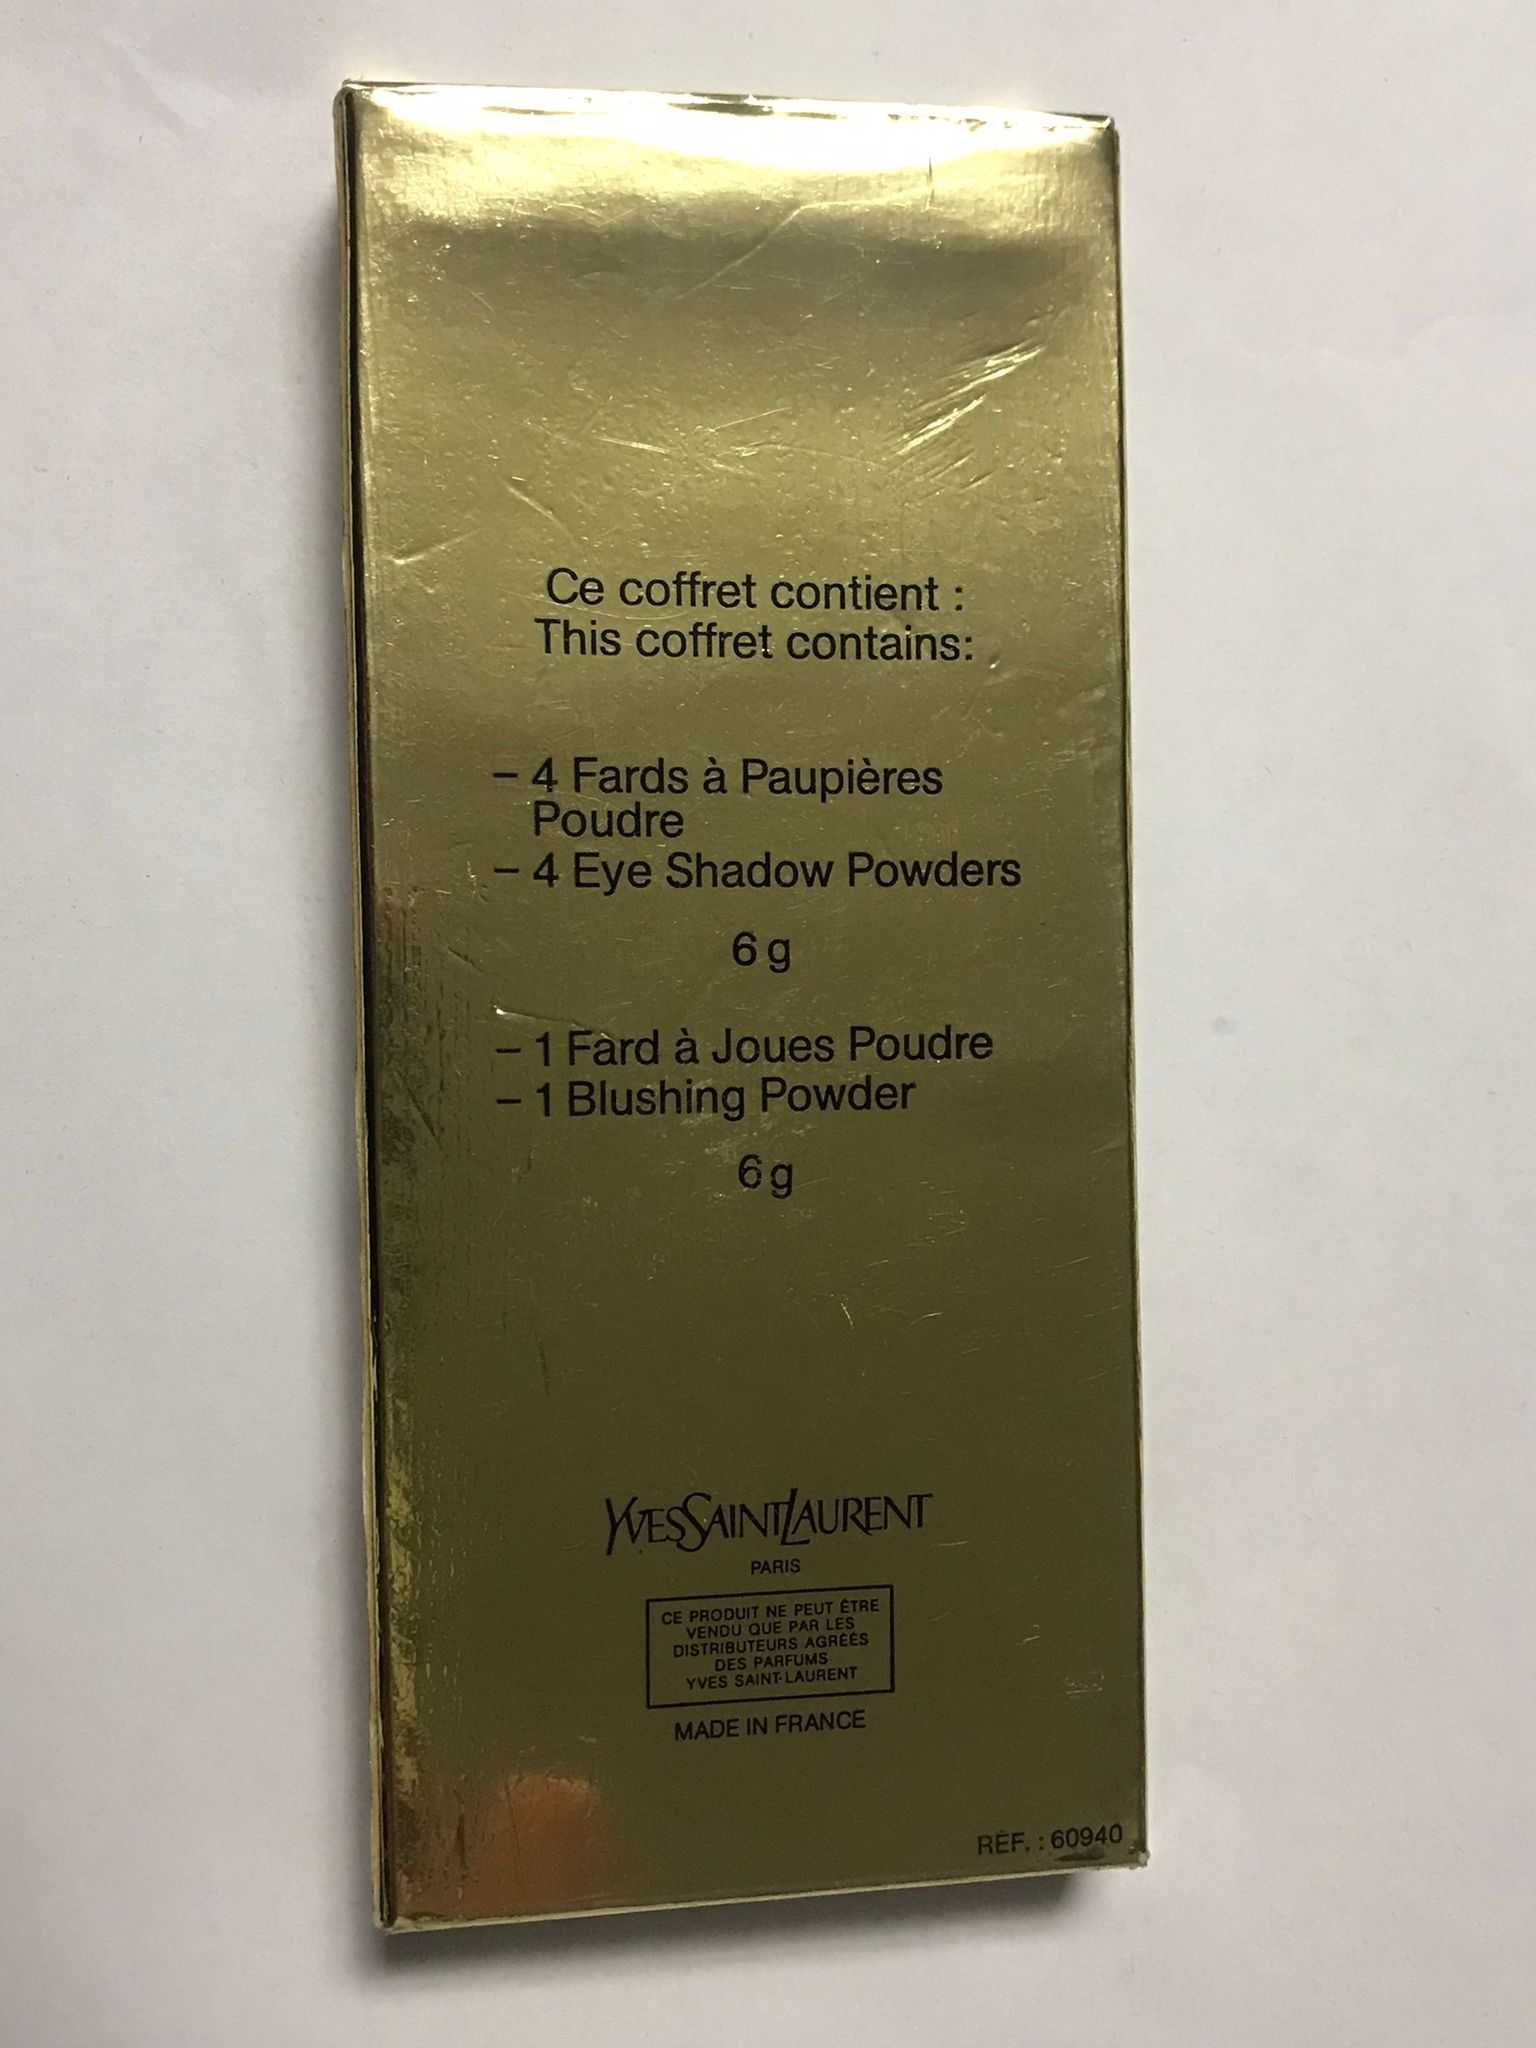 Ce coffret contient :
This coffret contains:
– 4 Fards à Paupières
Poudre
– 4 Eye Shadow Powders
6 g
– 1 Fard à Joues Poudre
– 1 Blushing Powder
6 g
YVESSAINTLAURENT
PARIS
CE PRODUIT NE PEUT ÊTRE
VENDU QUE PAR LES
DISTRIBUTEURS AGRÉÉS
DES PARFUMS
YVES SAINT-LAURENT
MADE IN FRANCE
RÉF. : 60940